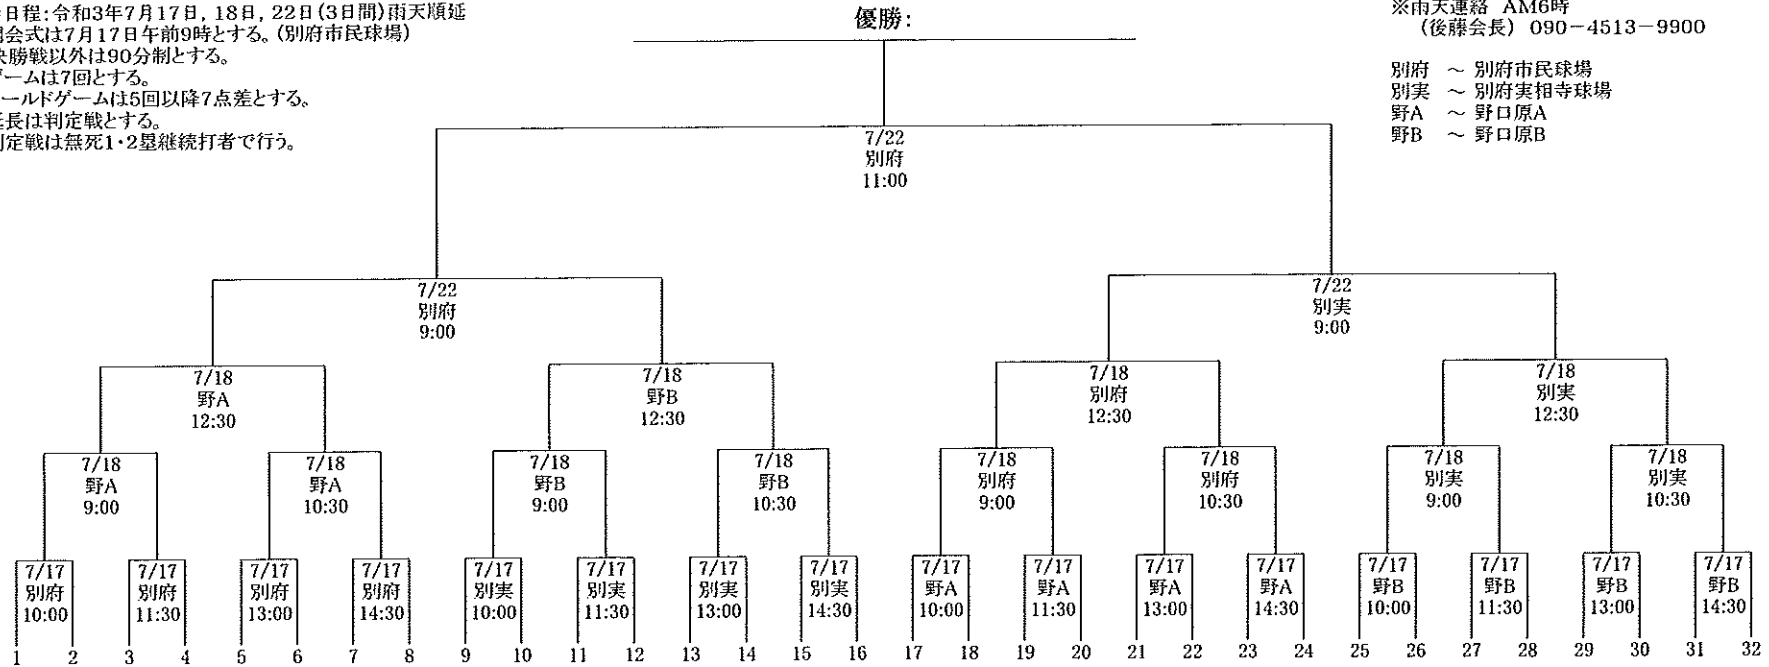 日程:令和3年7月17日, 18日, 22日(3日間)雨天順延
会式は7月17日午前9時とする。(別府市民球場)
勝戦以外は90分制とする。
ームは7回とする。
ールドゲームは5回以降7点差とする。
長は判定戦とする。
定戦は無死1・2塁継続打者で行う。
優勝:
※雨天連絡 AM6時
(後藤会長) 090-4513-9900
別府 ~ 別府市民球場
別実 ~ 別府実相寺球場
野A ~ 野口原A
野B ~ 野口原B
7/22
別府
11:00
7/22 7/22
別府 別実
9:00 9:00
7/18 7/18 7/18 7/18
野A 野B 別府 別実
12:30 12:30 12:30 12:30
7/18 7/18 7/18 7/18 7/18 7/18 7/18 7/18
野A 野A 野B 野B 別府 別府 別実 別実
9:00 10:30 9:00 10:30 9:00 10:30 9:00 10:30
7/17 7/17 7/17 7/17 7/17 7/17 7/17 7/17 7/17 7/17 7/17 7/17 7/17 7/17 7/17 7/17
別府 別府 別府 別府 別実 別実 別実 別実 野A 野A 野A 野A 野B 野B 野B 野B
10:00 11:30 13:00 14:30 10:00 11:30 13:00 14:30 10:00 11:30 13:00 14:30 10:00 11:30 13:00 14:30
1 2 3 4 5 6 7 8 9 10 11 12 13 14 15 16 17 18 19 20 21 22 23 24 25 26 27 28 29 30 31 32